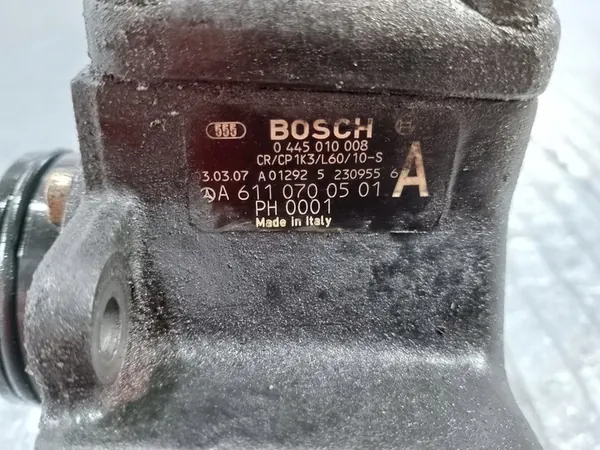 555 BOSCH
0 445 010 008
CR/CP1K3/L60/10-S
3.03.07 A01292 5 230955 6
A 611 070 05 01 A
PH 0001
Made in Italy